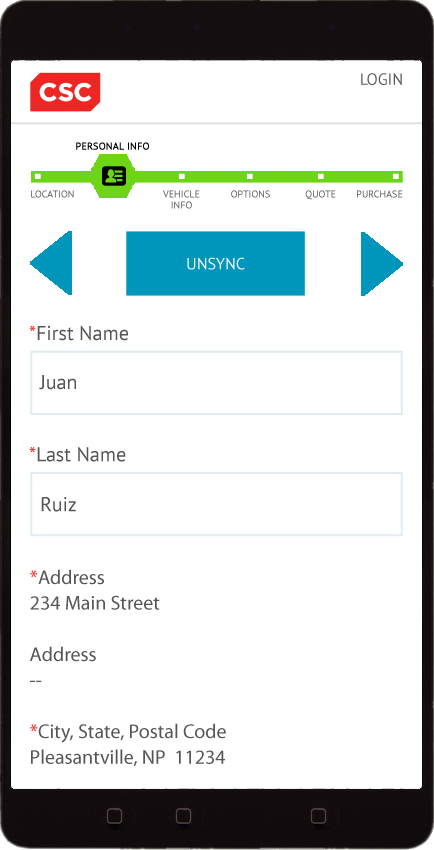 CSC
LOGIN
PERSONAL INFO
LOCATION
VEHICLE
INFO
OPTIONS
QUOTE
PURCHASE
UNSYNC
*First Name
Juan
*Last Name
Ruiz
*Address
234 Main Street
Address
--
*City, State, Postal Code
Pleasantville, NP  11234